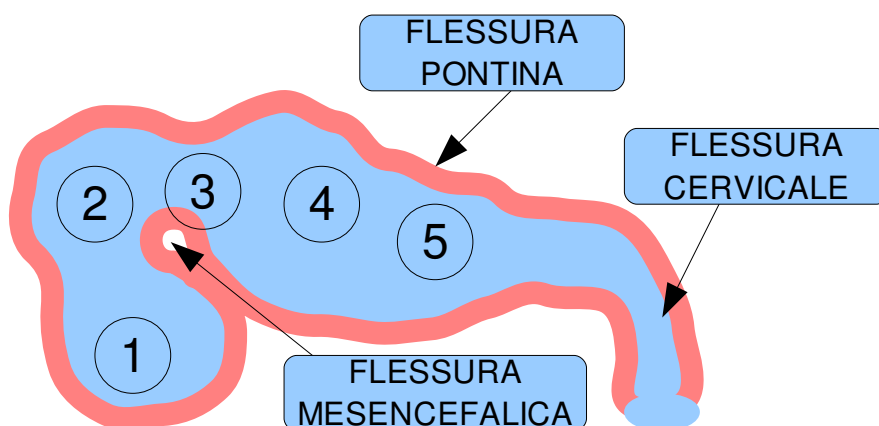 FLESSURA
PONTINA
FLESSURA
CERVICALE
2
3
4
5
1
FLESSURA
MESENCEFALICA